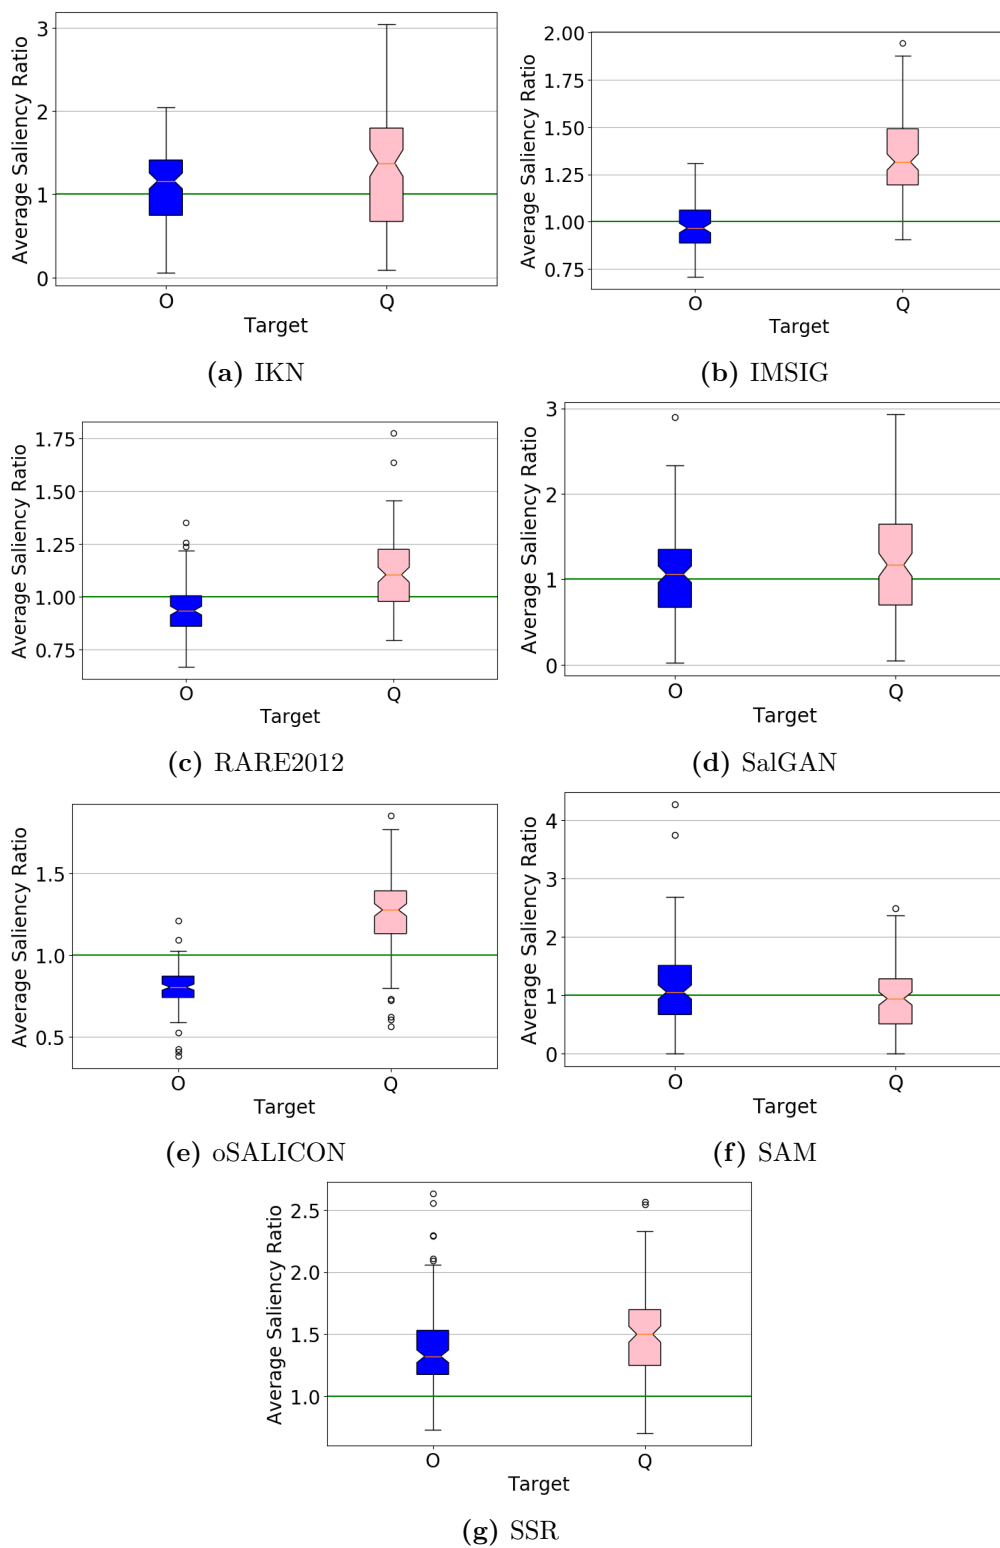 Average Saliency Ratio
3
2
1
0
O Q
Target
(a) IKN
Average Saliency Ratio
2.00
1.75
1.50
1.25
1.00
0.75
O Q
Target
(b) IMSIG
Average Saliency Ratio
1.75
1.50
1.25
1.00
0.75
O Q
Target
(c) RARE2012
Average Saliency Ratio
3
2
1
0
O Q
Target
(d) SalGAN
Average Saliency Ratio
1.5
1.0
0.5
O Q
Target
(e) oSALICON
Average Saliency Ratio
4
3
2
1
0
O Q
Target
(f) SAM
Average Saliency Ratio
2.5
2.0
1.5
1.0
O Q
Target
(g) SSR